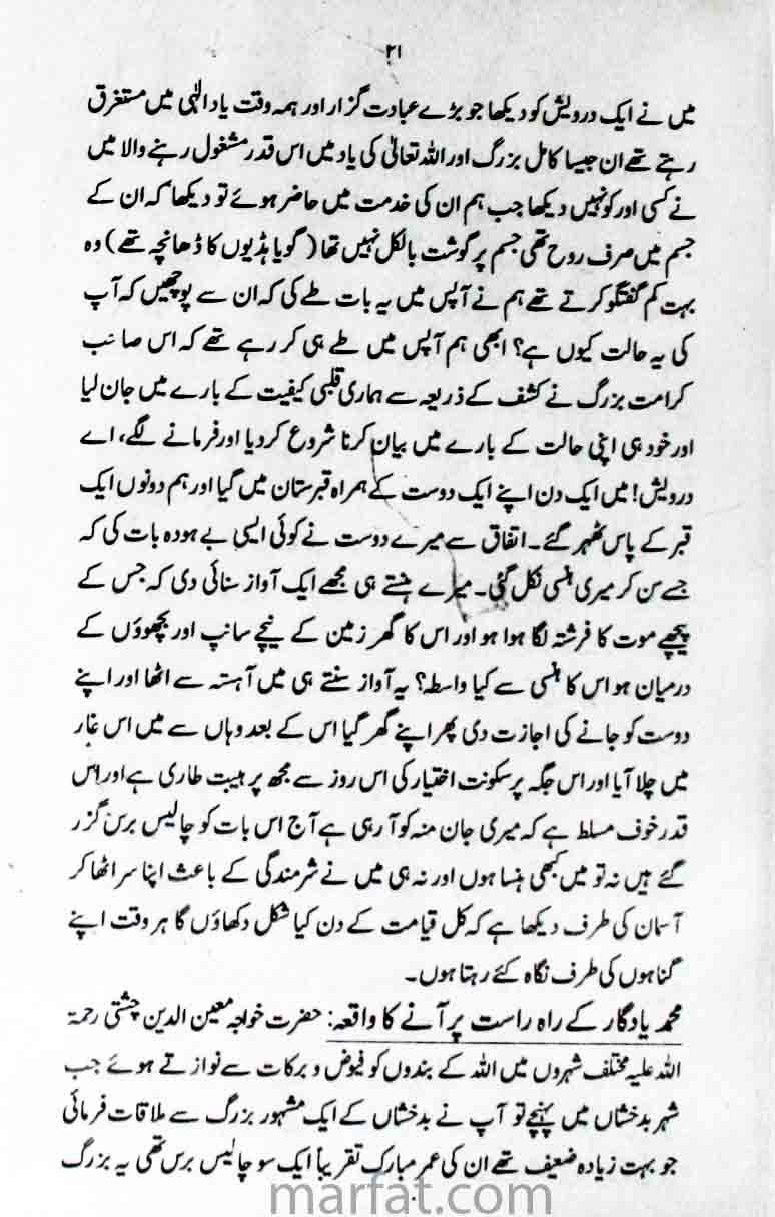 ۲۱
میں نے ایک درویش کو دیکھا جو بڑے عبادت گزار اور ہمہ وقت یاد الٰہی میں مستغرق
رہتے تھے ان جیسا کامل بزرگ اور اللہ تعالیٰ کی یاد میں اس قدر مشغول رہنے والا میں
نے کسی اور کو نہیں دیکھا جب ہم ان کی خدمت میں حاضر ہوئے تو دیکھا کہ ان کے
جسم میں صرف روح تھی جسم پر گوشت بالکل نہیں تھا (گویا ہڈیوں کا ڈھانچہ تھے) وہ
بہت کم گفتگو کرتے تھے ہم نے آپس میں یہ بات طے کی کہ ان سے پوچھیں کہ آپ
کی یہ حالت کیوں ہے؟ ابھی ہم آپس میں طے ہی کر رہے تھے کہ اس صاحب
کرامت بزرگ نے کشف کے ذریعہ سے ہماری قلبی کیفیت کے بارے میں جان لیا
اور خود ہی اپنی حالت کے بارے میں بیان کرنا شروع کردیا اور فرمانے لگے، اے
درویش! میں ایک دن اپنے ایک دوست کے ہمراہ قبرستان میں گیا اور ہم دونوں ایک
قبر کے پاس ٹھہر گئے۔ اتفاق سے میرے دوست نے کوئی ایسی بے ہودہ بات کی کہ
جسے سن کر میری ہنسی نکل گئی۔ میرے ہنستے ہی مجھے ایک آواز سنائی دی کہ جس کے
پیچھے موت کا فرشتہ لگا ہوا ہو اور اس کا گھر زمین کے نیچے سانپ اور بچھوؤں کے
درمیان ہو اس کا ہنسی سے کیا واسطہ؟ یہ آواز سنتے ہی میں آہستہ سے اٹھا اور اپنے
دوست کو جانے کی اجازت دی پھر اپنے گھر گیا اس کے بعد وہاں سے میں اس غار
میں چلا آیا اور اس جگہ پر سکونت اختیار کی اس روز سے مجھ پر ہیبت طاری ہے اور اس
قدر خوف مسلط ہے کہ میری جان منہ کو آ رہی ہے آج اس بات کو چالیس برس گزر
گئے ہیں نہ تو میں کبھی ہنسا ہوں اور نہ ہی میں نے شرمندگی کے باعث اپنا سر اٹھا کر
آسمان کی طرف دیکھا ہے کہ کل قیامت کے دن کیا شکل دکھاؤں گا ہر وقت اپنے
گناہوں کی طرف نگاہ کئے رہتا ہوں۔
محمد یادگار کے راہ راست پر آنے کا واقعہ: حضرت خواجہ معین الدین چشتی رحمۃ
اللہ علیہ مختلف شہروں میں اللہ کے بندوں کو فیوض و برکات سے نوازتے ہوئے جب
شہر بدخشاں میں پہنچے تو آپ نے بدخشاں کے ایک مشہور بزرگ سے ملاقات فرمائی
جو بہت زیادہ ضعیف تھے ان کی عمر مبارک تقریباً ایک سو چالیس برس تھی یہ بزرگ
marfat.com